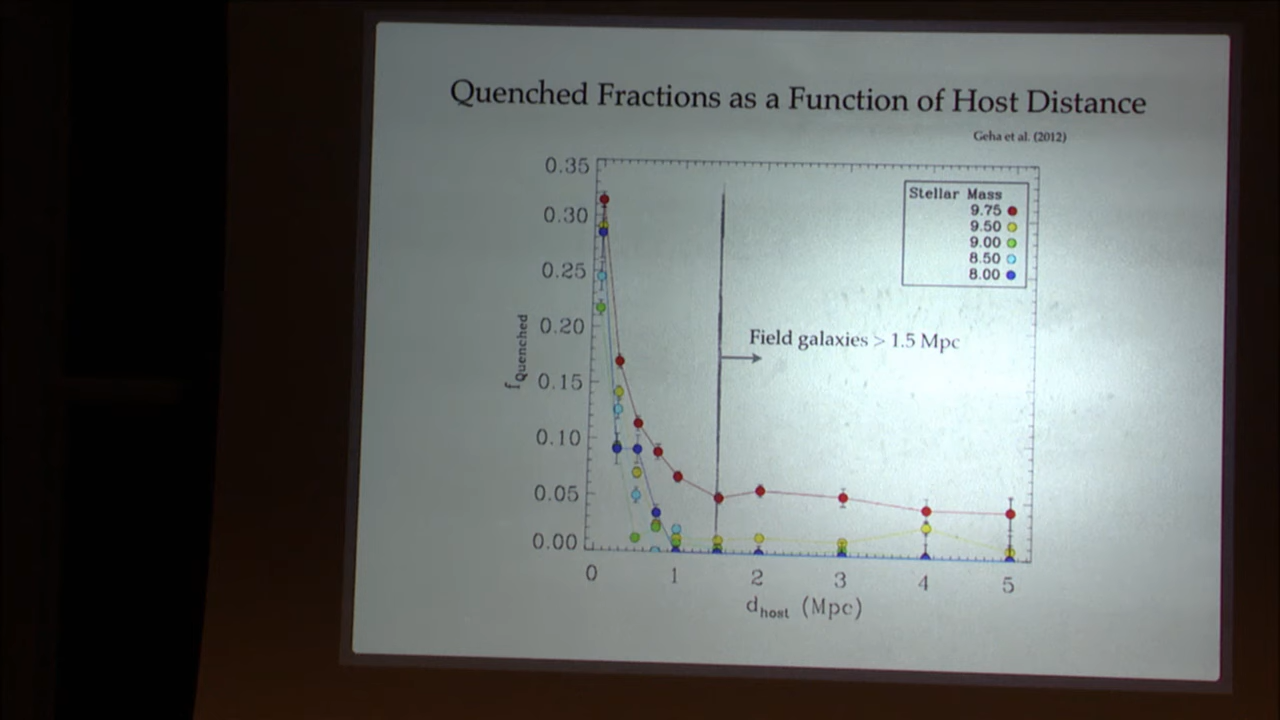 Quenched Fractions as a Function of Host Distance
Geha et al. (2012)
0.35
0.30
0.25
0.20
0.15
0.10
0.05
0.00
fQuenched
Stellar Mass
9.75
9.50
9.00
8.50
8.00
Field galaxies > 1.5 Mpc
0 1 2 3 4 5
dhost (Mpc)